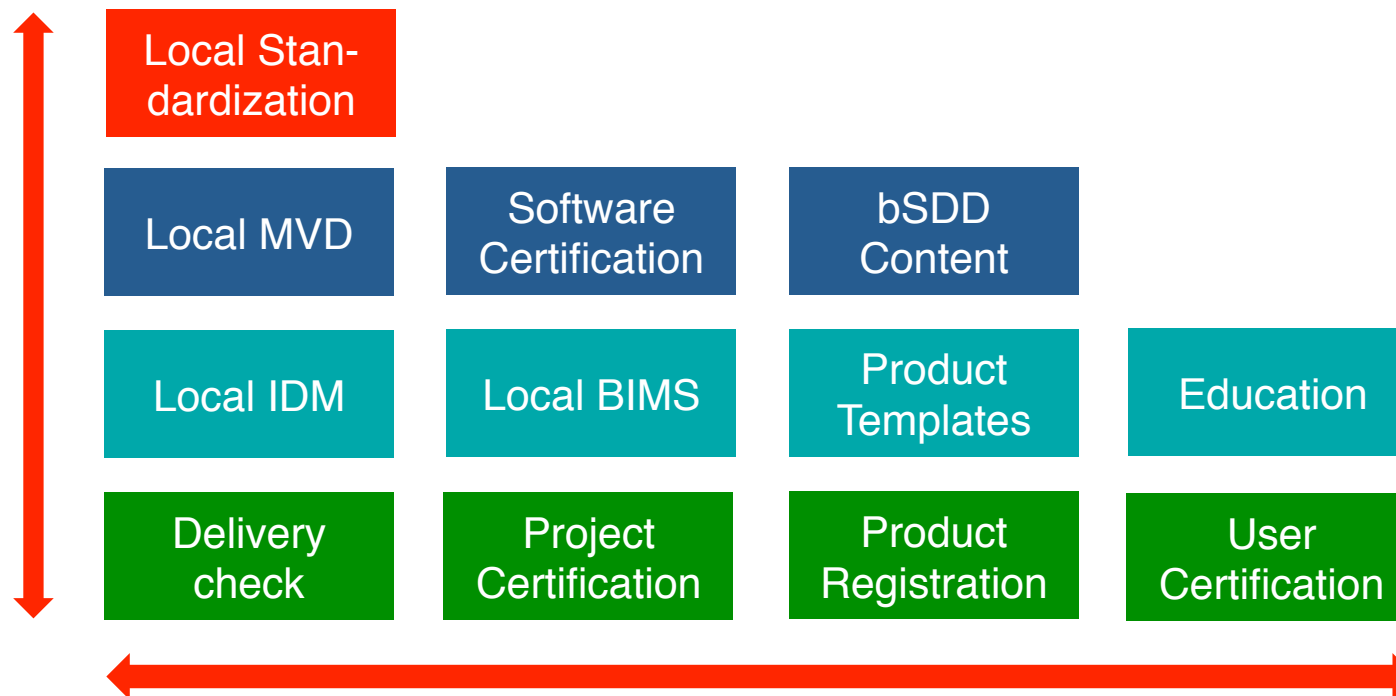 Local Stan-
dardization
Local MVD
Software
Certification
bSDD
Content
Local IDM
Local BIMS
Product
Templates
Education
Delivery
check
Project
Certification
Product
Registration
User
Certification